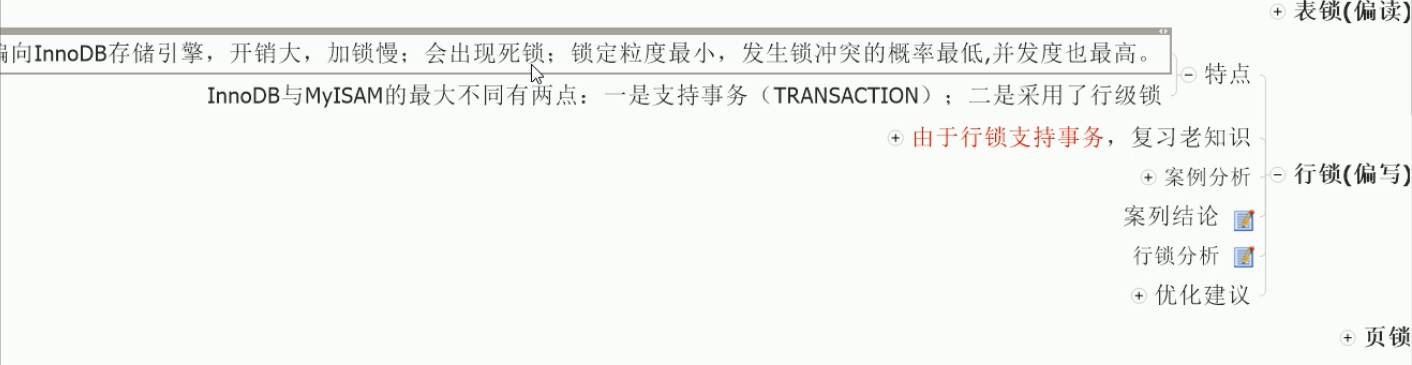 表锁(偏读)
偏向InnoDB存储引擎，开销大，加锁慢；会出现死锁；锁定粒度最小，发生锁冲突的概率最低,并发度也最高。
特点
InnoDB与MyISAM的最大不同有两点：一是支持事务（TRANSACTION）；二是采用了行级锁
由于行锁支持事务，复习老知识
案例分析
行锁(偏写)
案列结论
行锁分析
优化建议
页锁